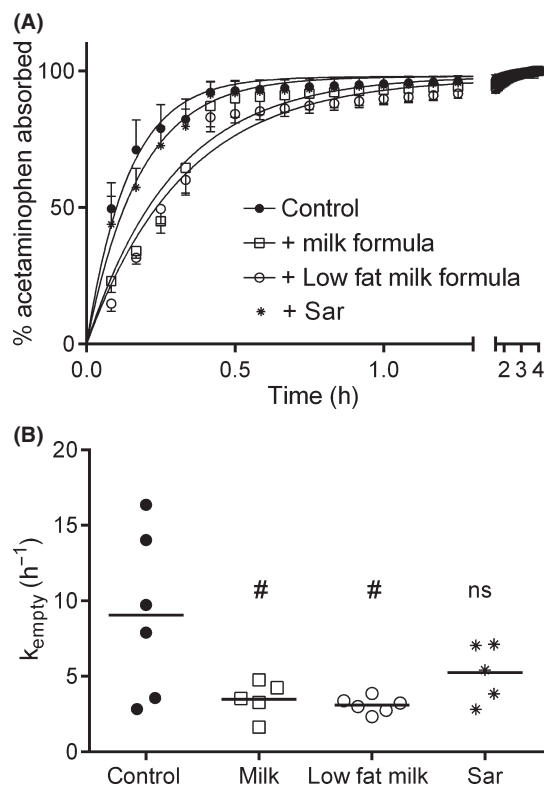 (A)
% acetaminophen absorbed
100
50
0
Control
+ milk formula
+ Low fat milk formula
+ Sar
0.0 0.5 1.0 2 3 4
Time (h)
(B)
k_empty (h⁻¹)
20
15
10
5
0
# # ns
Control Milk Low fat milk Sar